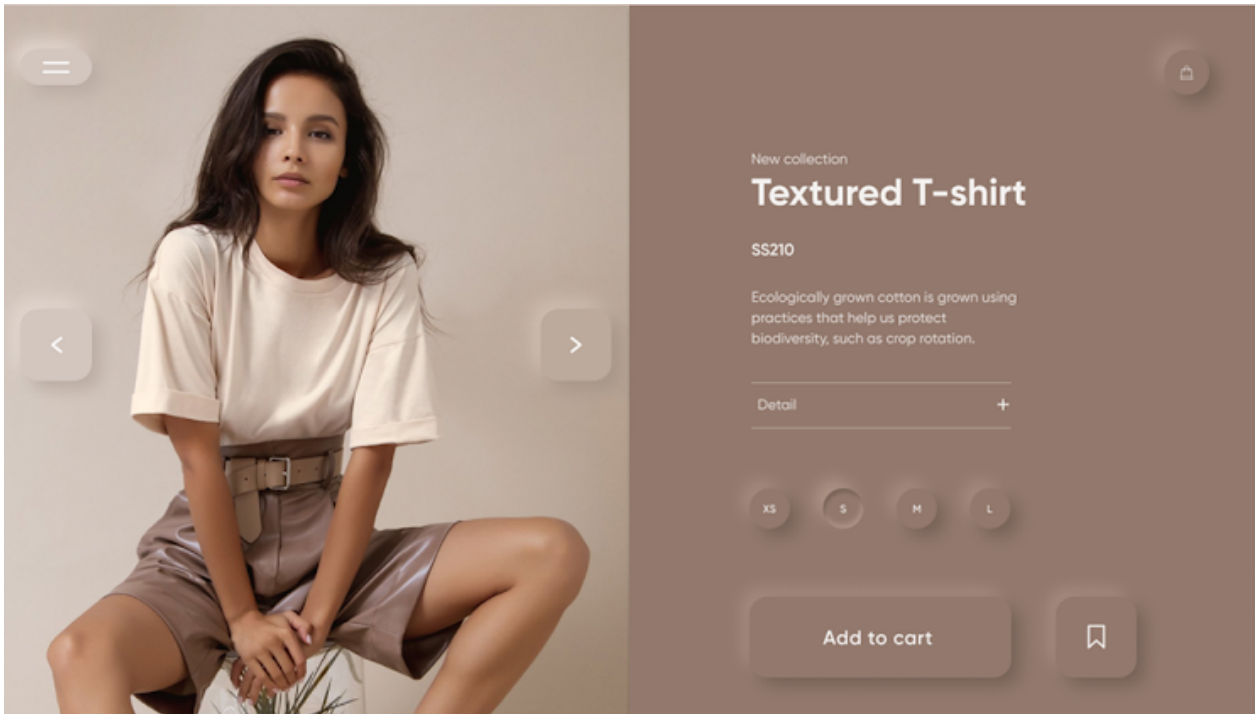 New collection
Textured T-shirt
SS210
Ecologically grown cotton is grown using
practices that help us protect
biodiversity, such as crop rotation.
Detail +
XS S M L
Add to cart